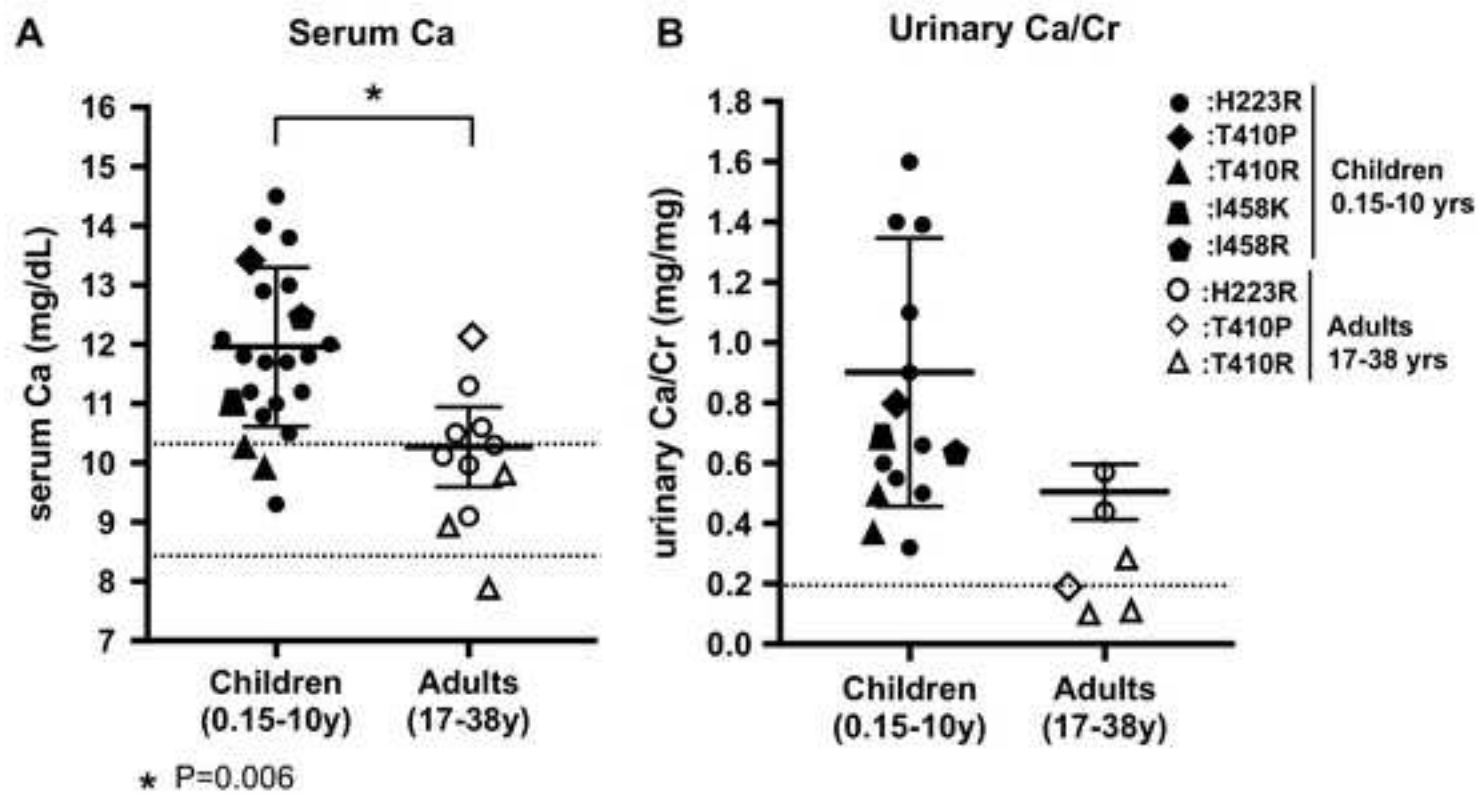 A
Serum Ca
*
serum Ca (mg/dL)
16
15
14
13
12
11
10
9
8
7
Children
(0.15-10y)
Adults
(17-38y)
* P=0.006
B
Urinary Ca/Cr
urinary Ca/Cr (mg/mg)
1.8
1.6
1.4
1.2
1.0
0.8
0.6
0.4
0.2
0.0
Children
(0.15-10y)
Adults
(17-38y)
:H223R
:T410P
:T410R
:I458K
:I458R
Children
0.15-10 yrs
:H223R
:T410P
:T410R
Adults
17-38 yrs